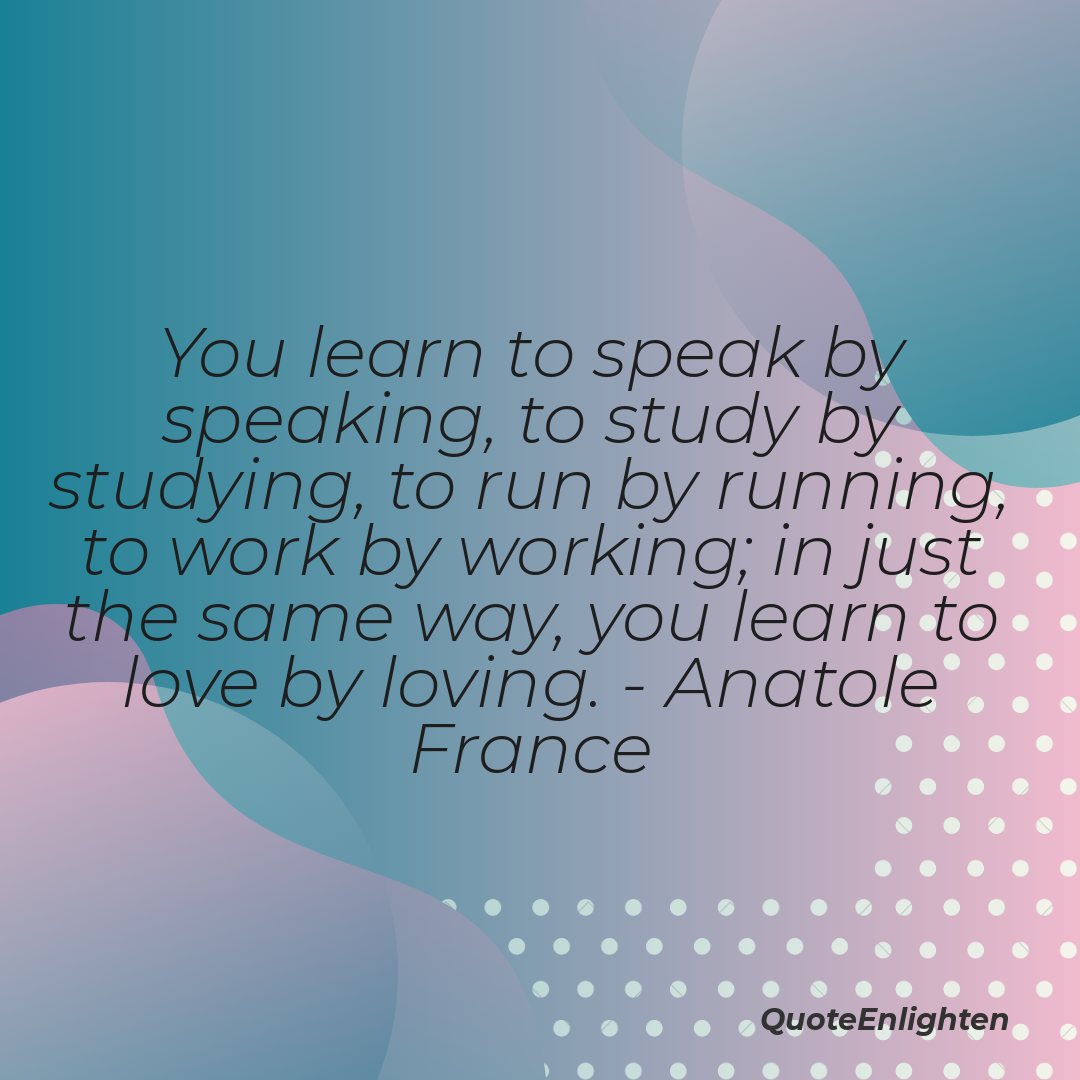 You learn to speak by
speaking, to study by
studying, to run by running,
to work by working; in just
the same way, you learn to
love by loving. - Anatole
France
QuoteEnlighten